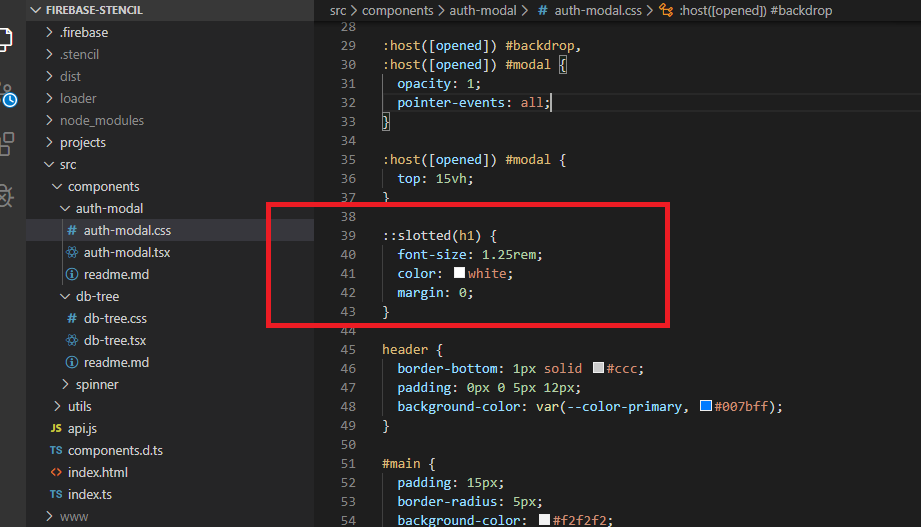 FIREBASE-STENCIL
.firebase
.stencil
dist
loader
node_modules
projects
src
components
auth-modal
# auth-modal.css
auth-modal.tsx
readme.md
db-tree
# db-tree.css
db-tree.tsx
readme.md
spinner
utils
JS api.js
TS components.d.ts
<> index.html
TS index.ts
www
src > components > auth-modal > # auth-modal.css > :host([opened]) #backdrop
28
29 :host([opened]) #backdrop,
30 :host([opened]) #modal {
31 opacity: 1;
32 pointer-events: all;
33 }
34
35 :host([opened]) #modal {
36 top: 15vh;
37 }
38
39 ::slotted(h1) {
40 font-size: 1.25rem;
41 color: white;
42 margin: 0;
43 }
44
45 header {
46 border-bottom: 1px solid #ccc;
47 padding: 0px 0 5px 12px;
48 background-color: var(--color-primary, #007bff);
49 }
50
51 #main {
52 padding: 15px;
53 border-radius: 5px;
54 background-color: #f2f2f2;